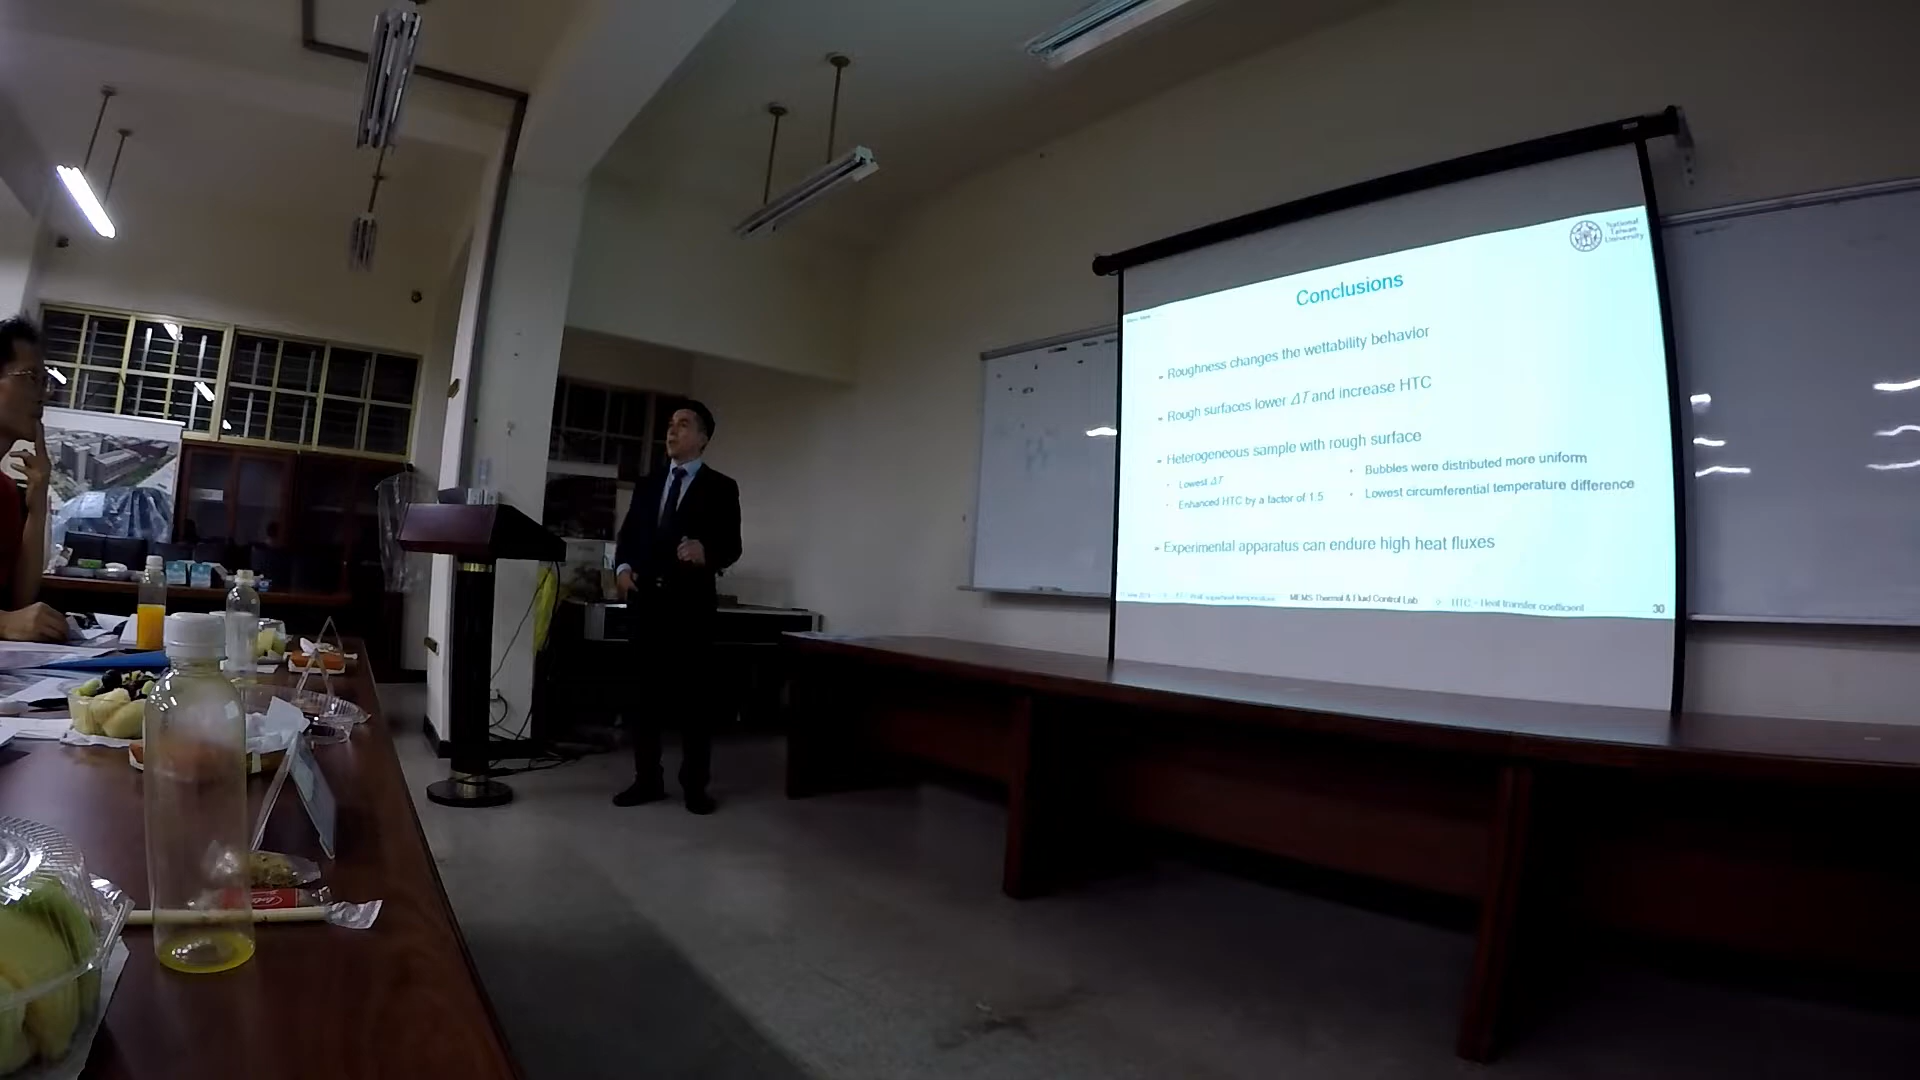 National
Taiwan
University
Conclusions
Roughness changes the wettability behavior
Rough surfaces lower ΔT and increase HTC
Heterogeneous sample with rough surface
Lowest ΔT
Enhanced HTC by a factor of 1.5
Bubbles were distributed more uniform
Lowest circumferential temperature difference
Experimental apparatus can endure high heat fluxes
MEMS Thermal & Fluid Control Lab
HTC - Heat transfer coefficient
30